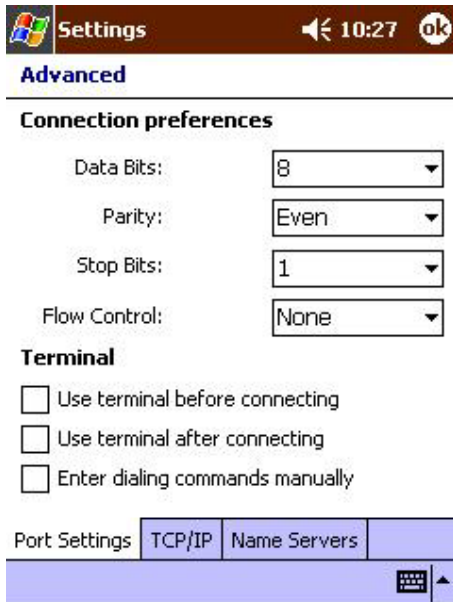 Settings 10:27 ok
Advanced
Connection preferences
Data Bits: 8
Parity: Even
Stop Bits: 1
Flow Control: None
Terminal
Use terminal before connecting
Use terminal after connecting
Enter dialing commands manually
Port Settings TCP/IP Name Servers